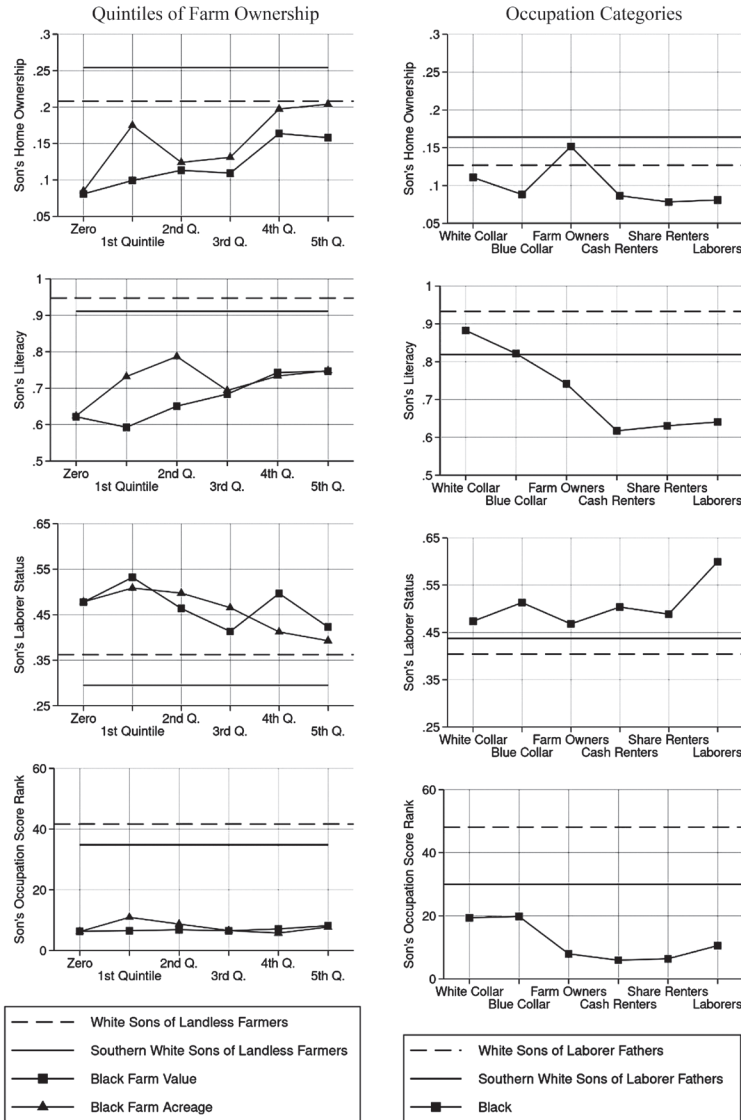 Quintiles of Farm Ownership
Son's Home Ownership
.3
.25
.2
.15
.1
.05
Zero 2nd Q. 4th Q.
1st Quintile 3rd Q. 5th Q.
Son's Literacy
1
.9
.8
.7
.6
.5
Zero 2nd Q. 4th Q.
1st Quintile 3rd Q. 5th Q.
Son's Laborer Status
.65
.55
.45
.35
.25
Zero 2nd Q. 4th Q.
1st Quintile 3rd Q. 5th Q.
Son's Occupation Score Rank
60
40
20
0
Zero 2nd Q. 4th Q.
1st Quintile 3rd Q. 5th Q.
White Sons of Landless Farmers
Southern White Sons of Landless Farmers
Black Farm Value
Black Farm Acreage
Occupation Categories
Son's Home Ownership
.3
.25
.2
.15
.1
.05
White Collar Farm Owners Share Renters
Blue Collar Cash Renters Laborers
Son's Literacy
1
.9
.8
.7
.6
.5
White Collar Farm Owners Share Renters
Blue Collar Cash Renters Laborers
Son's Laborer Status
.65
.55
.45
.35
.25
White Collar Farm Owners Share Renters
Blue Collar Cash Renters Laborers
Son's Occupation Score Rank
60
40
20
0
White Collar Farm Owners Share Renters
Blue Collar Cash Renters Laborers
White Sons of Laborer Fathers
Southern White Sons of Laborer Fathers
Black